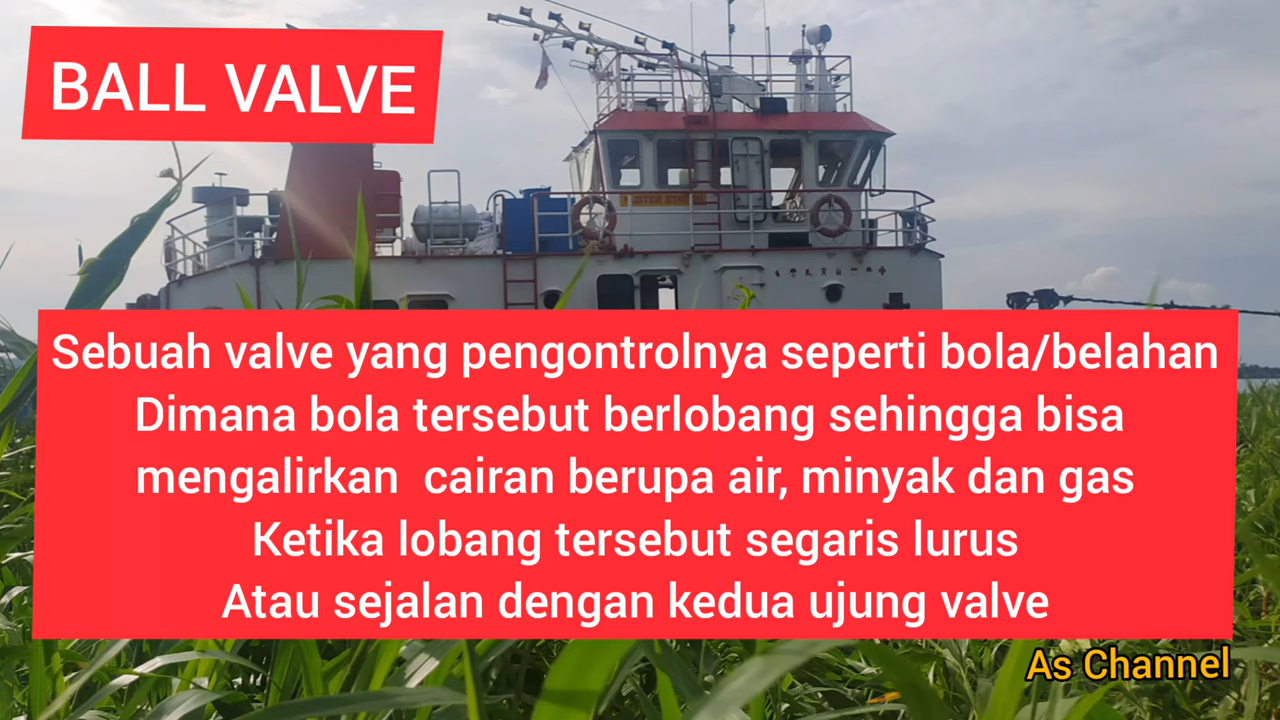 BALL VALVE
Sebuah valve yang pengontrolnya seperti bola/belahan
Dimana bola tersebut berlobang sehingga bisa
mengalirkan cairan berupa air, minyak dan gas
Ketika lobang tersebut segaris lurus
Atau sejalan dengan kedua ujung valve
As Channel